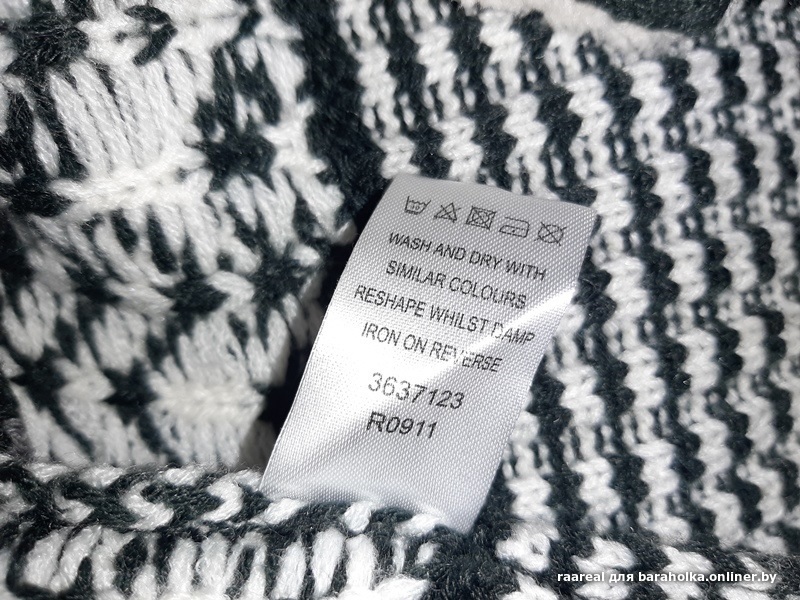 WASH AND DRY WITH
SIMILAR COLOURS
RESHAPE WHILST DAMP
IRON ON REVERSE
3637123
R0911
raareal для baraholka.onliner.by